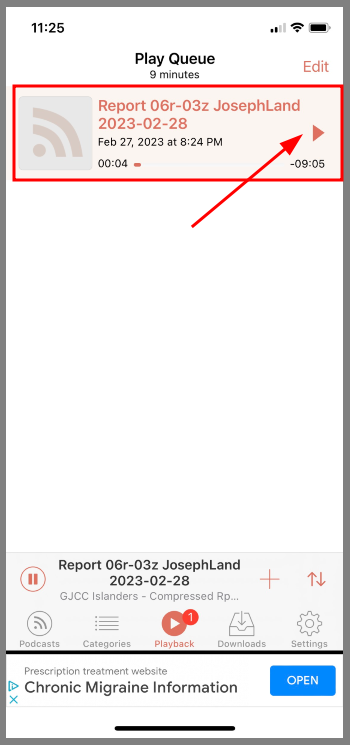 11:25
Play Queue
9 minutes
Edit
Report 06r-03z JosephLand
2023-02-28
Feb 27, 2023 at 8:24 PM
00:04
-09:05
Report 06r-03z JosephLand
2023-02-28
GJCC Islanders - Compressed Rp...
1
Podcasts
Categories
Playback
Downloads
Settings
Prescription treatment website
Chronic Migraine Information
OPEN